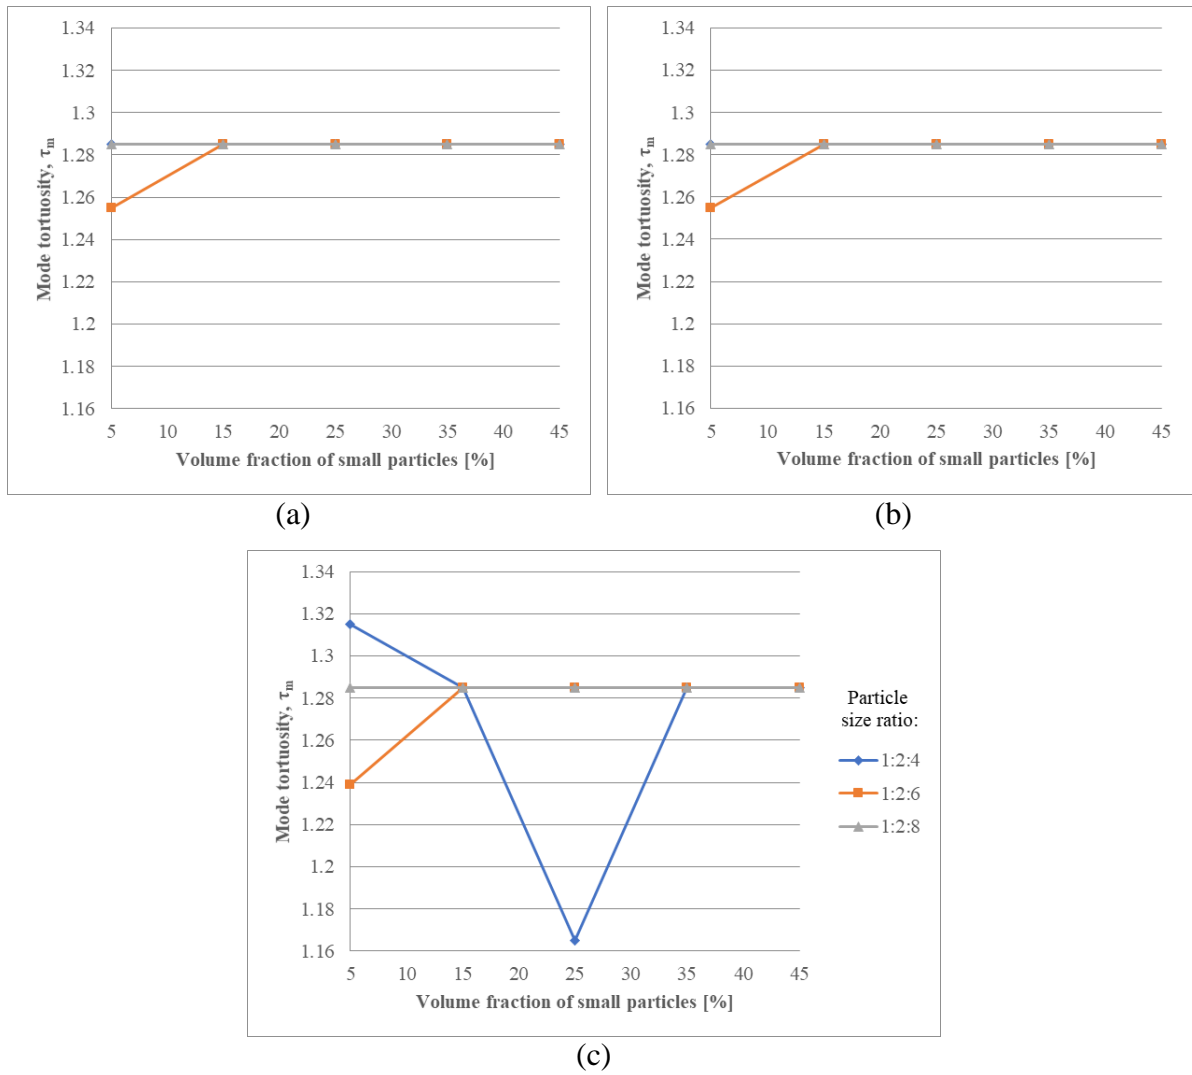 1.34
1.32
1.3
1.28
1.26
1.24
1.22
1.2
1.18
1.16
Mode tortuosity, τm
5 10 15 20 25 30 35 40 45
Volume fraction of small particles [%]
(a)
1.34
1.32
1.3
1.28
1.26
1.24
1.22
1.2
1.18
1.16
Mode tortuosity, τm
5 10 15 20 25 30 35 40 45
Volume fraction of small particles [%]
(b)
1.34
1.32
1.3
1.28
1.26
1.24
1.22
1.2
1.18
1.16
Mode tortuosity, τm
5 10 15 20 25 30 35 40 45
Volume fraction of small particles [%]
Particle
size ratio:
1:2:4
1:2:6
1:2:8
(c)